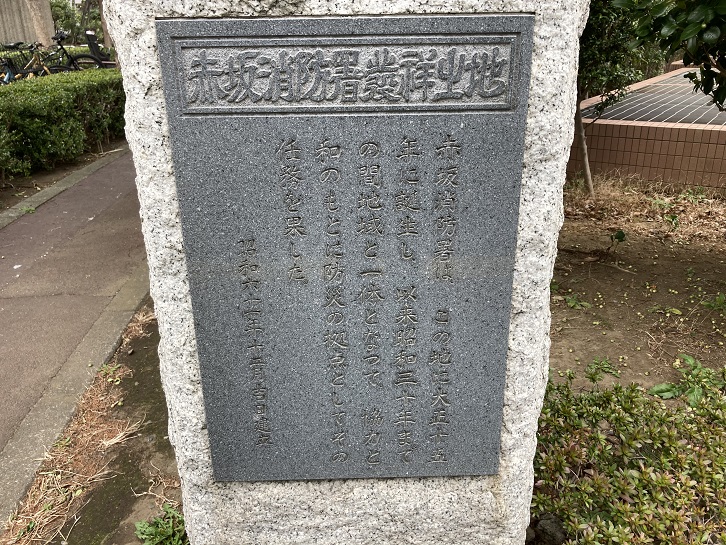 赤坂消防署發祥之地
赤坂消防署は、この地に大正十五
年に誕生し、以来昭和三十年まで
の間地域と一体となって、協力と
和のもとに防災の拠点としてその
任務を果した
昭和六十二年十二月吉日建之